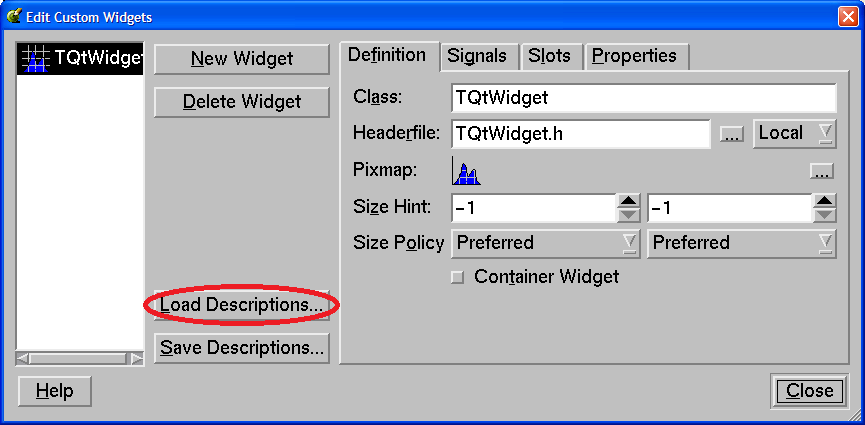 Edit Custom Widgets
TQtWidget
New Widget
Delete Widget
Load Descriptions...
Save Descriptions...
Help
Definition Signals Slots Properties
Class: TQtWidget
Headerfile: TQtWidget.h ... Local
Pixmap: ...
Size Hint: -1 -1
Size Policy Preferred Preferred
Container Widget
Close